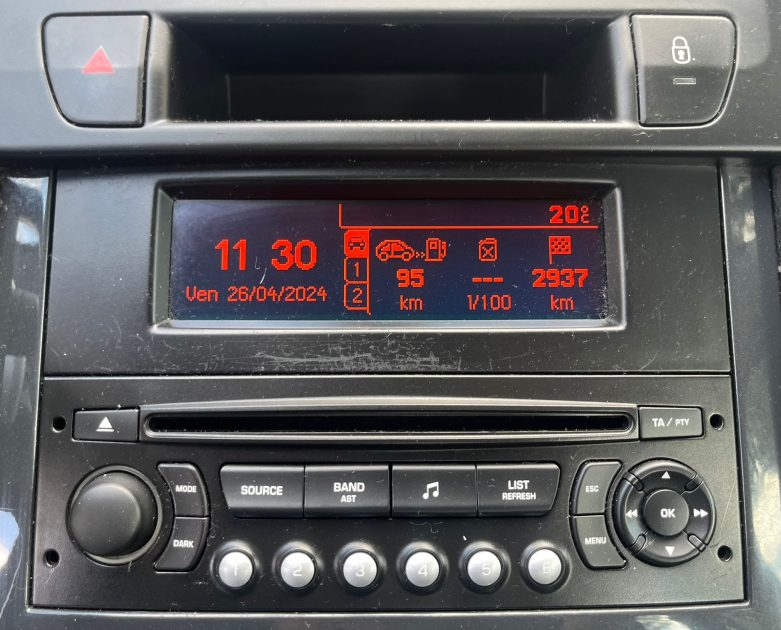 20°C
11 30
Ven 26/04/2024
1
2
95
km
---
l/100
2937
km
TA / PTY
SOURCE
BAND
AST
LIST
REFRESH
MODE
DARK
ESC
MENU
OK
1 2 3 4 5 6